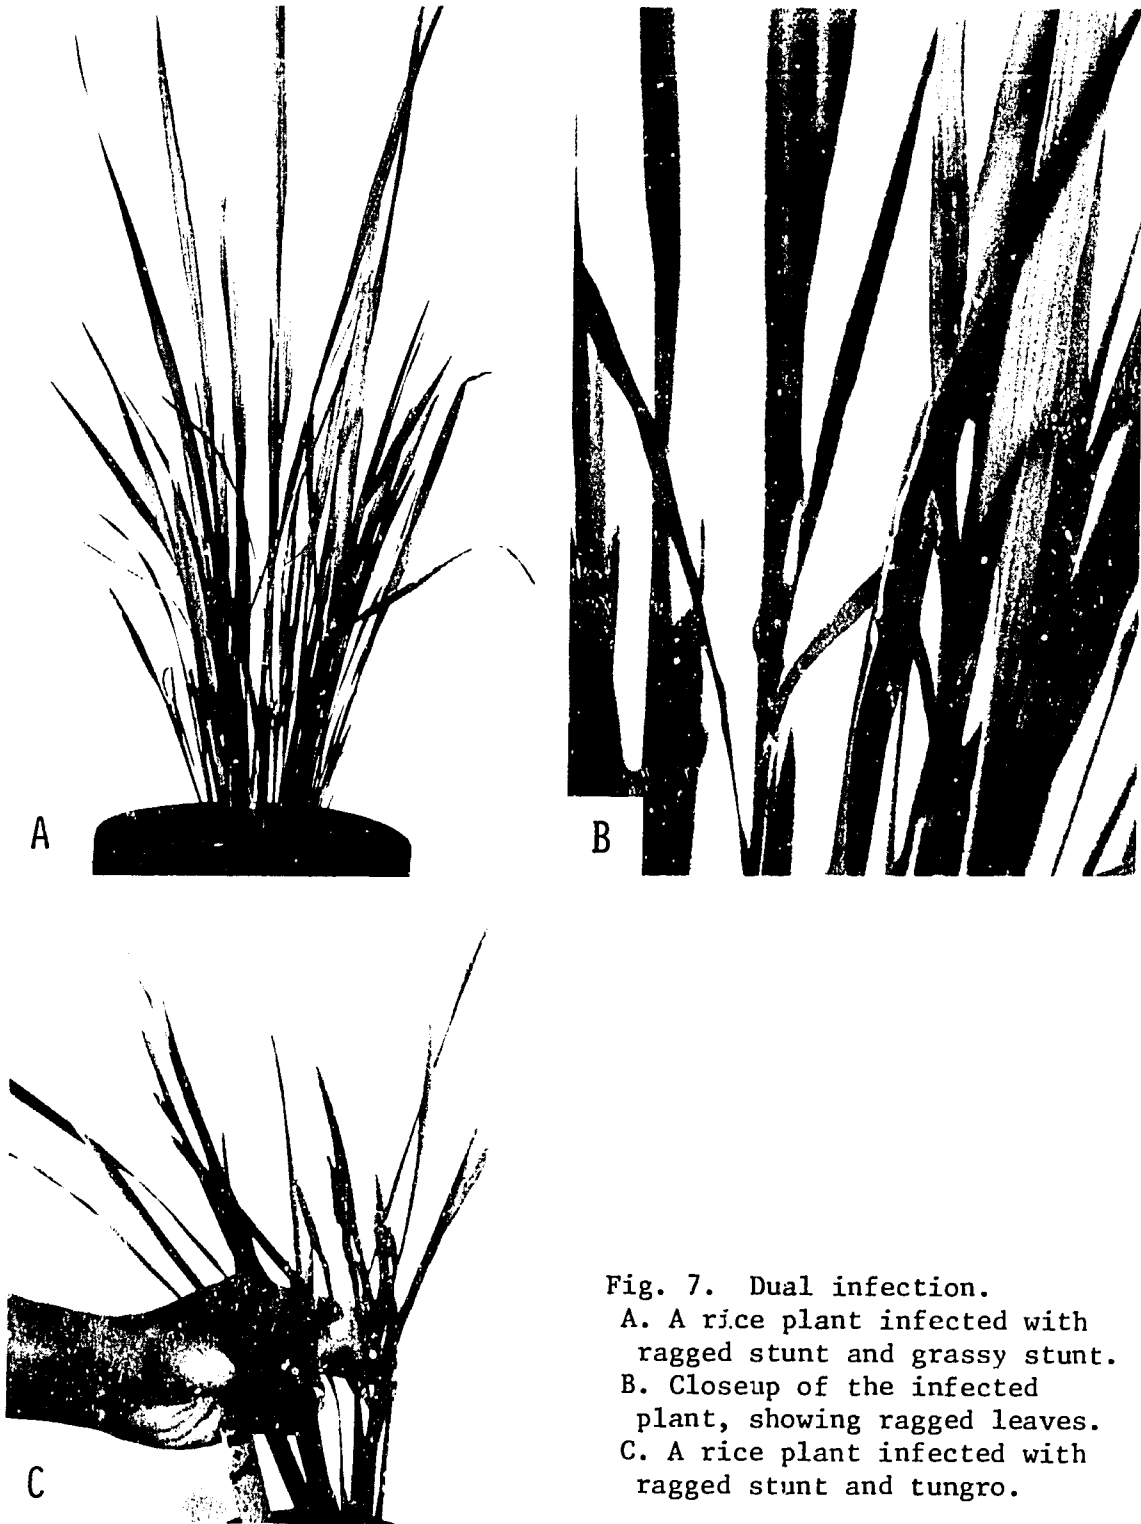 A
B
C
Fig. 7. Dual infection.
A. A rice plant infected with
ragged stunt and grassy stunt.
B. Closeup of the infected
plant, showing ragged leaves.
C. A rice plant infected with
ragged stunt and tungro.